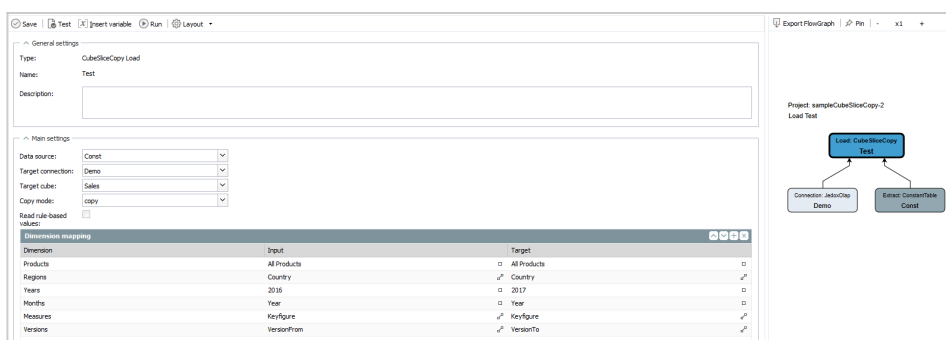 Save Test Insert variable Run Layout
General settings
Type: CubeSliceCopy Load
Name: Test
Description:
Main settings
Data source: Const
Target connection: Demo
Target cube: Sales
Copy mode: copy
Read rule-based
values:
Dimension mapping
Dimension Input Target
Products All Products All Products
Regions Country Country
Years 2016 2017
Months Year Year
Measures Keyfigure Keyfigure
Versions VersionFrom VersionTo
Export FlowGraph Pin - x1 +
Project: sampleCubeSliceCopy-2
Load Test
Load: CubeSliceCopy
Test
Connection: JedoxOlap
Demo
Extract: ConstantTable
Const